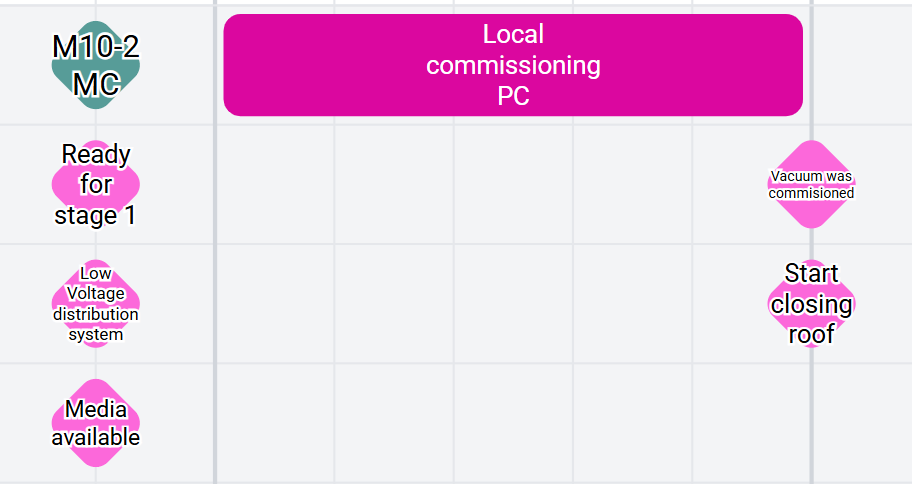 M10-2
MC
Local
commissioning
PC
Ready
for
stage 1
Vacuum was
commisioned
Low
Voltage
distribution
system
Start
closing
roof
Media
available